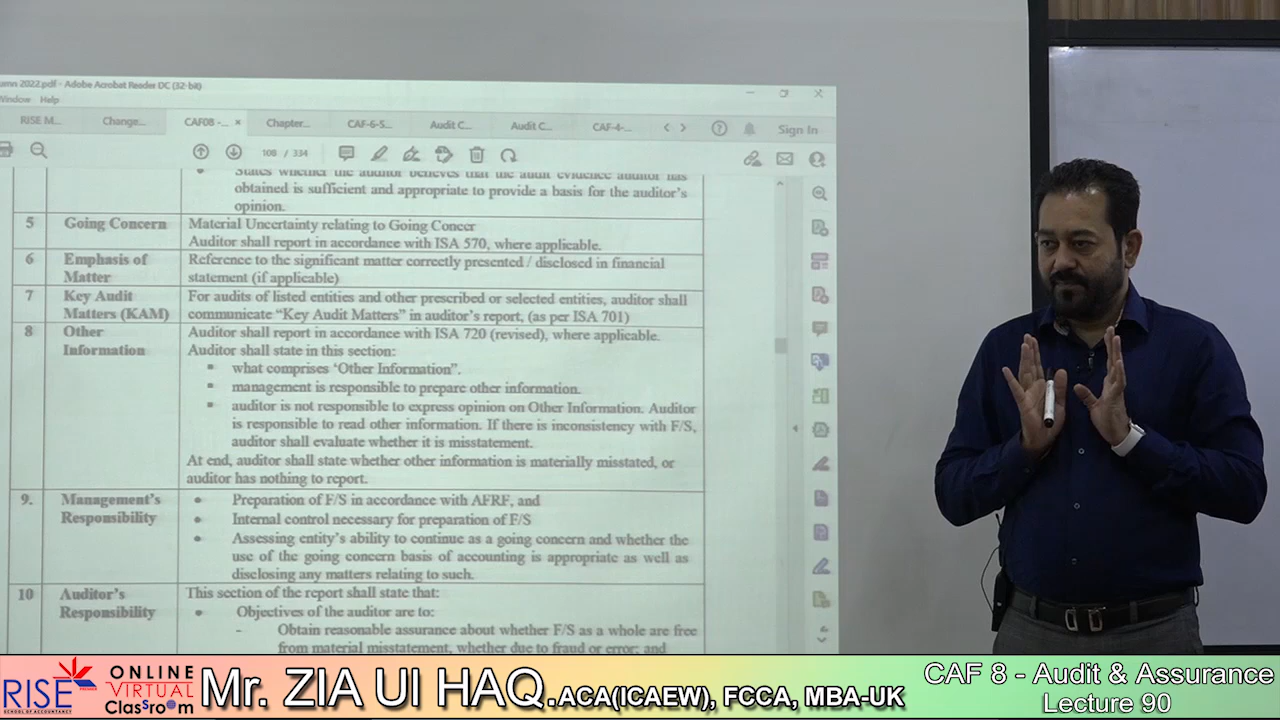 umn 2022.pdf - Adobe Acrobat Reader DC (32-bit)
Window Help
RISE M... Change... CAF08 -... × Chapter... CAF-6-S... Audit C... Audit C... CAF-4-... Sign In
108 / 334
States whether the auditor believes that the audit evidence auditor has
obtained is sufficient and appropriate to provide a basis for the auditor's
opinion.
5 Going Concern Material Uncertainty relating to Going Concer
Auditor shall report in accordance with ISA 570, where applicable.
6 Emphasis of Reference to the significant matter correctly presented / disclosed in financial
Matter statement (if applicable)
7 Key Audit For audits of listed entities and other prescribed or selected entities, auditor shall
Matters (KAM) communicate "Key Audit Matters" in auditor's report, (as per ISA 701)
8 Other Auditor shall report in accordance with ISA 720 (revised), where applicable.
Information Auditor shall state in this section:
what comprises 'Other Information".
management is responsible to prepare other information.
auditor is not responsible to express opinion on Other Information. Auditor
is responsible to read other information. If there is inconsistency with F/S,
auditor shall evaluate whether it is misstatement.
At end, auditor shall state whether other information is materially misstated, or
auditor has nothing to report.
9. Management's Preparation of F/S in accordance with AFRF, and
Responsibility Internal control necessary for preparation of F/S
Assessing entity's ability to continue as a going concern and whether the
use of the going concern basis of accounting is appropriate as well as
disclosing any matters relating to such.
10 Auditor's This section of the report shall state that:
Responsibility Objectives of the auditor are to:
- Obtain reasonable assurance about whether F/S as a whole are free
from material misstatement, whether due to fraud or error; and
RISE PREMIER SCHOOL OF ACCOUNTANCY
ONLINE
VIRTUAL
Classroom
Mr. ZIA Ul HAQ. ACA(ICAEW), FCCA, MBA-UK
CAF 8 - Audit & Assurance
Lecture 90